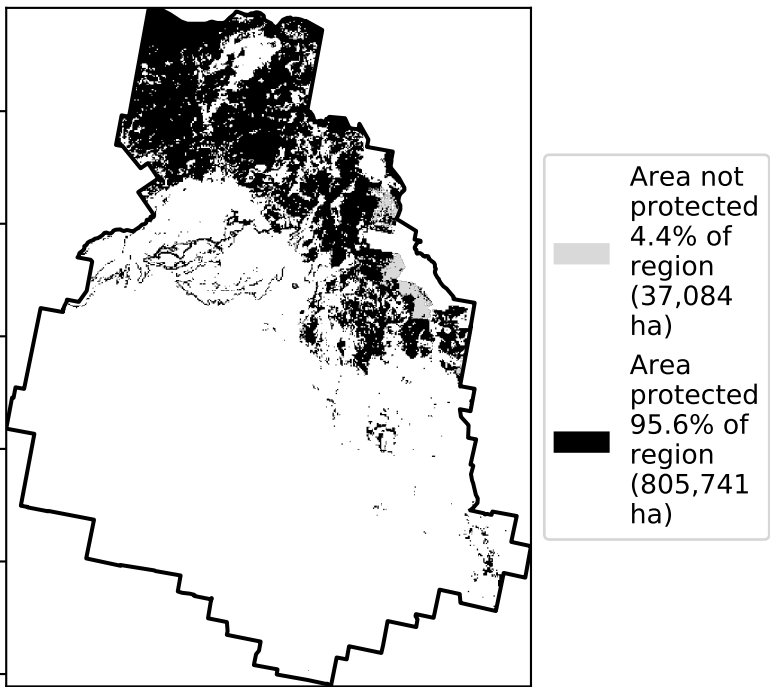 Area not
protected
4.4% of
region
(37,084
ha)
Area
protected
95.6% of
region
(805,741
ha)